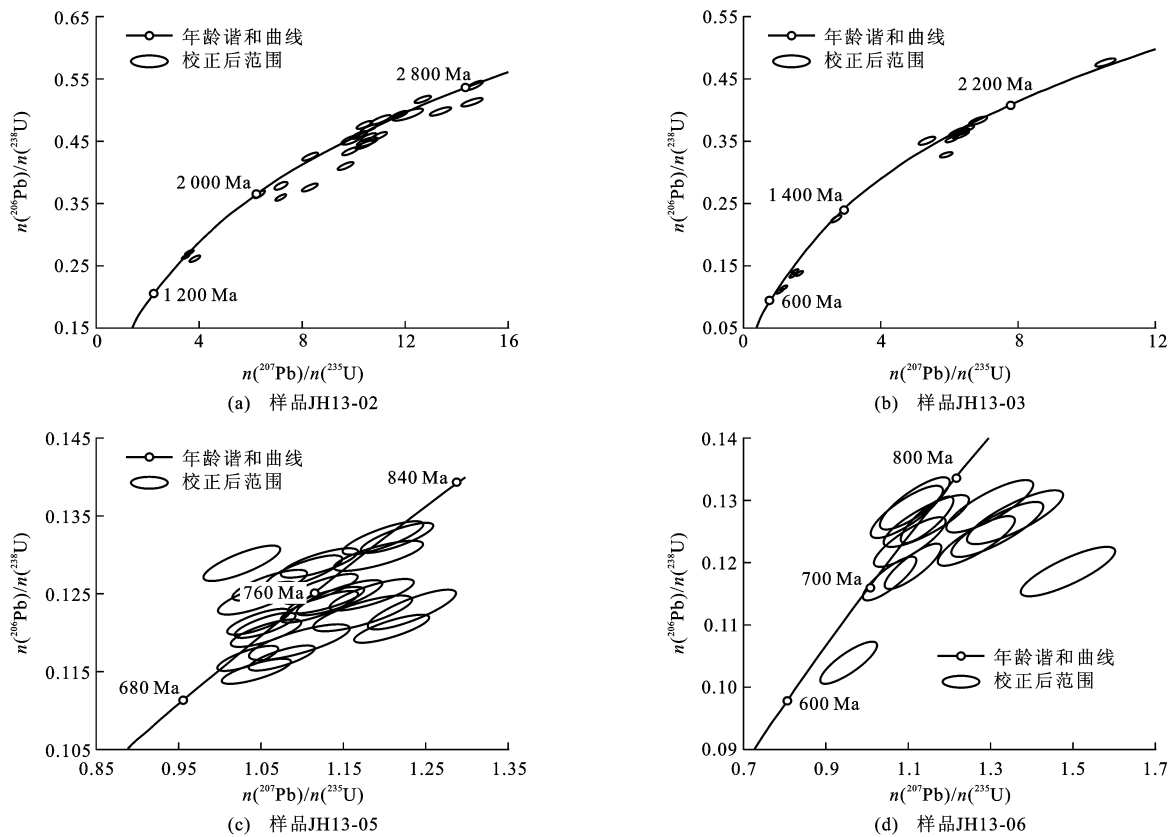 0.65
0.55
0.45
0.35
0.25
0.15
0
4
8
12
16
年龄谐和曲线
校正后范围
2 800 Ma
2 000 Ma
1 200 Ma
n(²⁰⁶Pb)/n(²³⁸U)
n(²⁰⁷Pb)/n(²³⁵U)
(a) 样品JH13-02
0.55
0.45
0.35
0.25
0.15
0.05
0
4
8
12
年龄谐和曲线
校正后范围
2 200 Ma
1 400 Ma
600 Ma
n(²⁰⁶Pb)/n(²³⁸U)
n(²⁰⁷Pb)/n(²³⁵U)
(b) 样品JH13-03
0.145
0.135
0.125
0.115
0.105
0.85
0.95
1.05
1.15
1.25
1.35
年龄谐和曲线
校正后范围
840 Ma
760 Ma
680 Ma
n(²⁰⁶Pb)/n(²³⁸U)
n(²⁰⁷Pb)/n(²³⁵U)
(c) 样品JH13-05
0.14
0.13
0.12
0.11
0.10
0.09
0.7
0.9
1.1
1.3
1.5
1.7
800 Ma
700 Ma
600 Ma
年龄谐和曲线
校正后范围
n(²⁰⁶Pb)/n(²³⁸U)
n(²⁰⁷Pb)/n(²³⁵U)
(d) 样品JH13-06